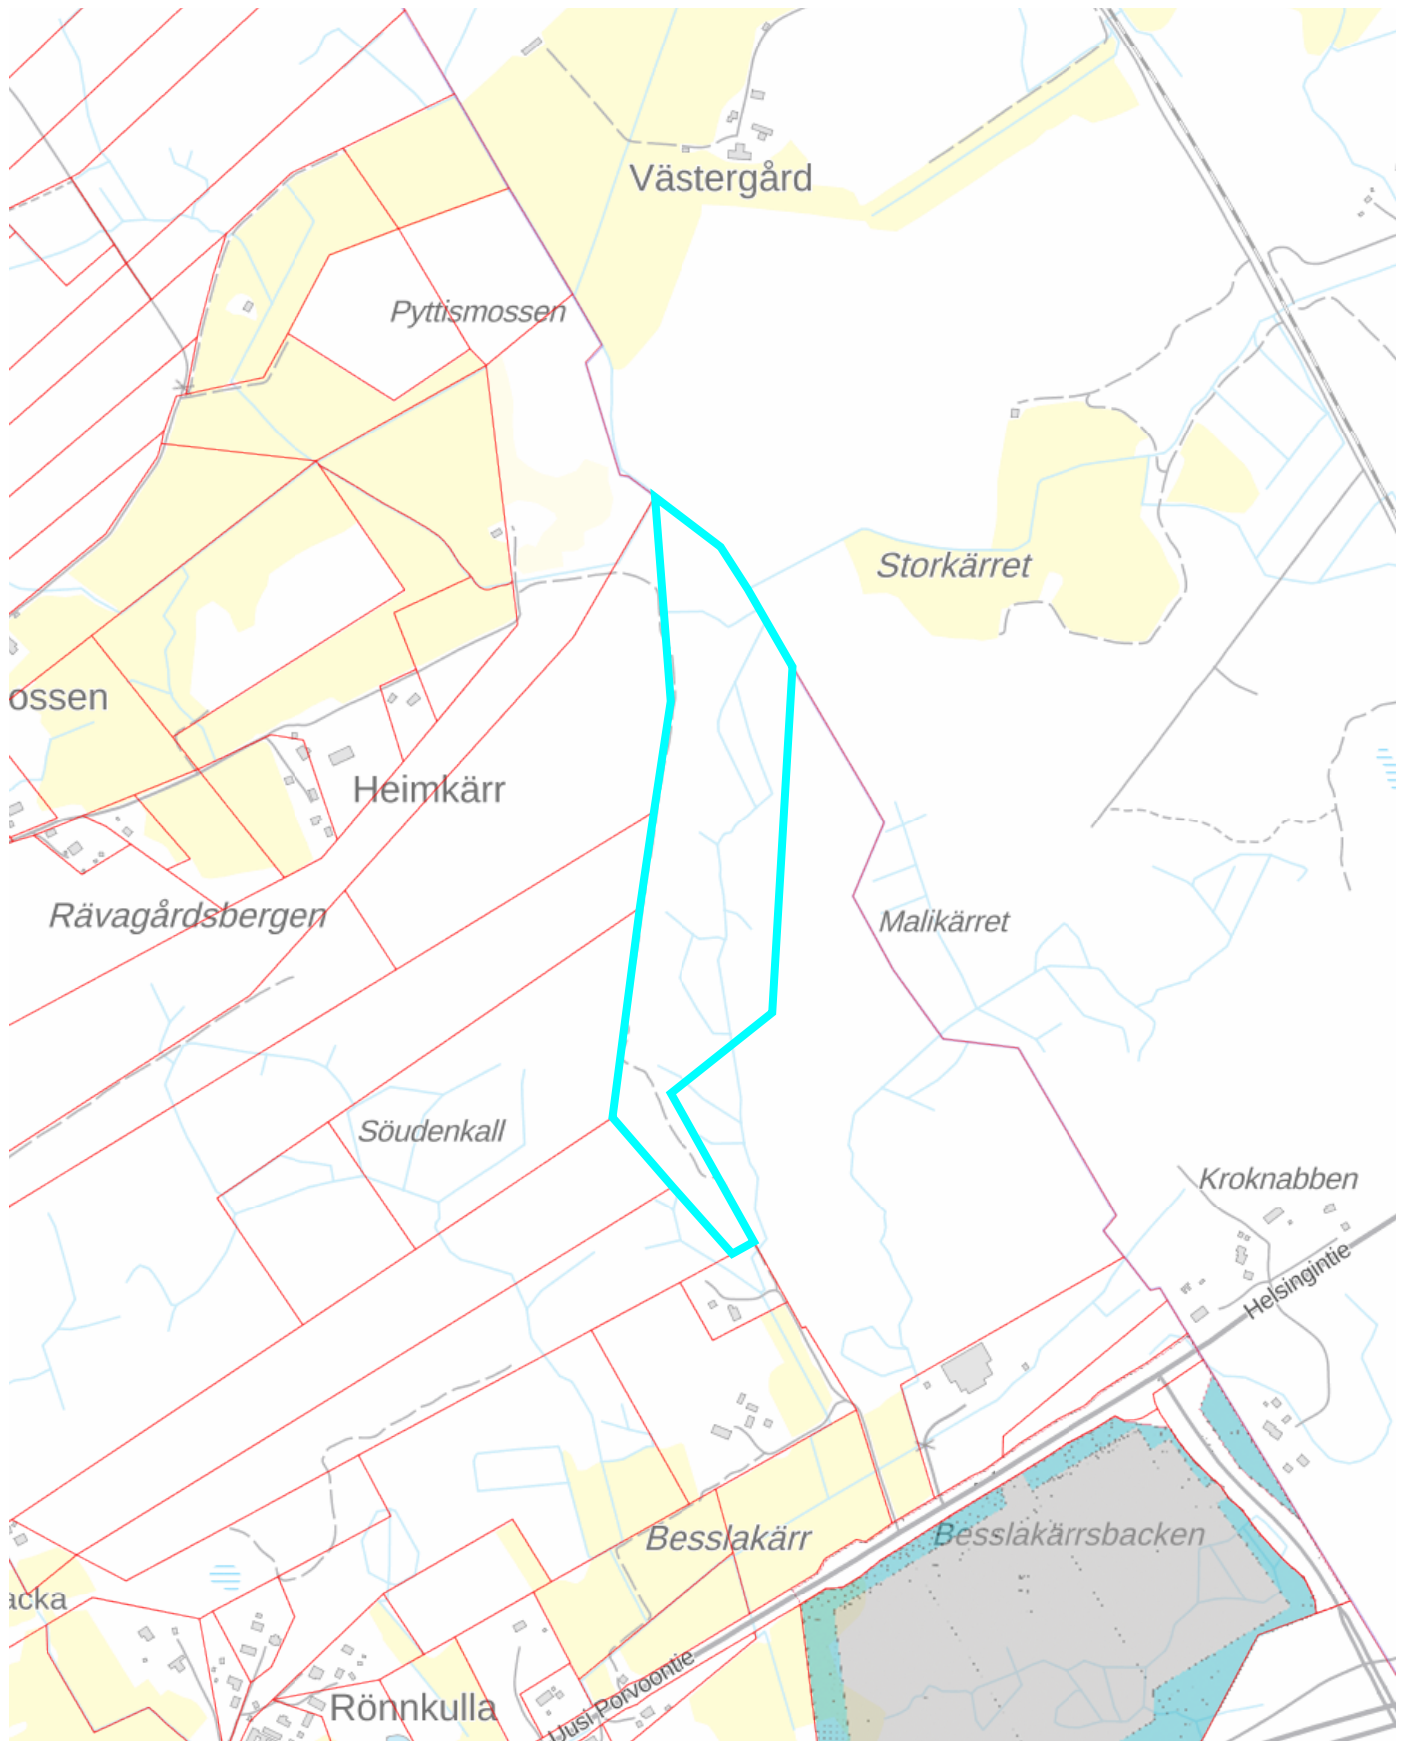 Västergård
Pyttismossen
Storkärret
ossen
Heimkärr
Rävagårdsbergen
Malikärret
Söudenkall
Kroknabben
Helsingintie
Besslakärr
Besslakärrsbacken
acka
Rönnkulla
Uusi Porvoontie